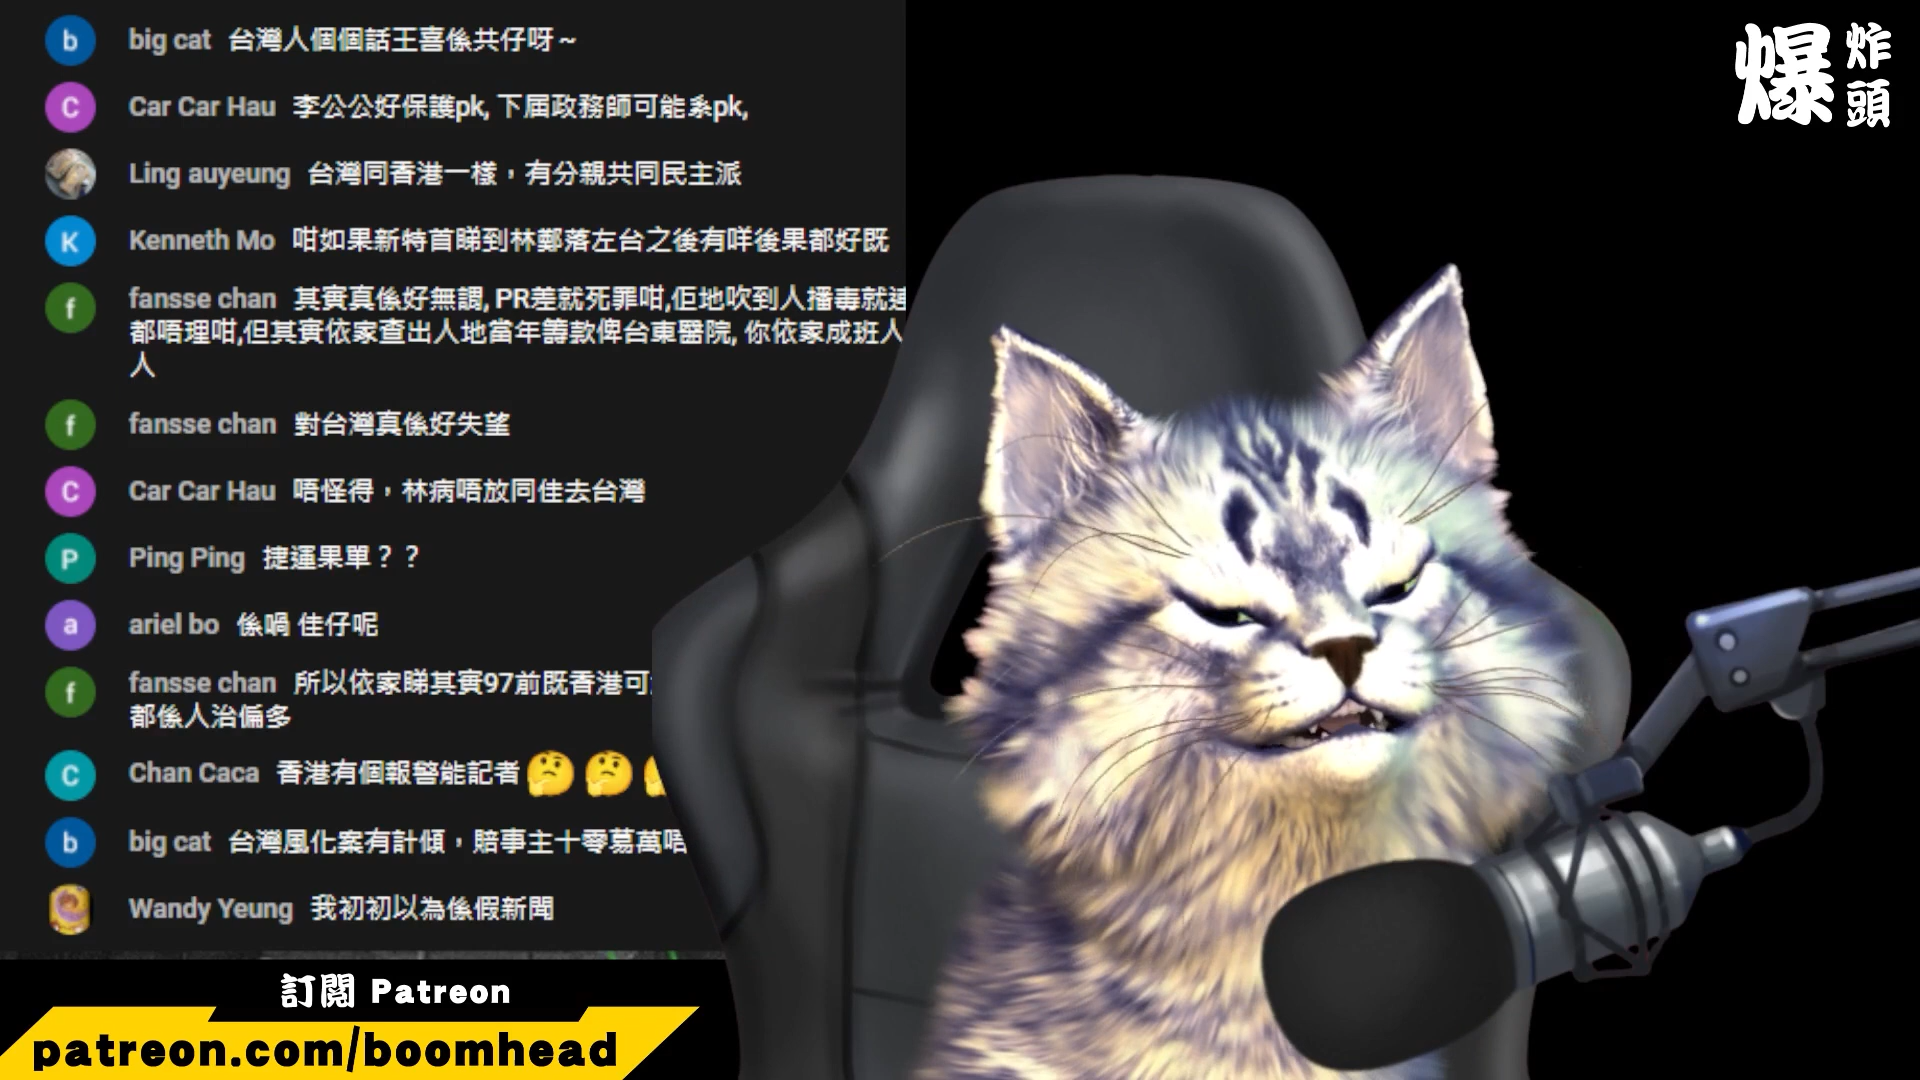 big cat 台灣人個個話王喜係共仔呀～
Car Car Hau 李公公好保護pk, 下屆政務師可能系pk,
Ling auyeung 台灣同香港一樣，有分親共同民主派
Kenneth Mo 咁如果新特首睇到林鄭落左台之後有咩後果都好既
fansse chan 其實真係好無謂, PR差就死罪咁,佢地吹到人播毒就
都唔理咁,但其實依家查出人地當年籌款俾台東醫院, 你依家成班人
人
fansse chan 對台灣真係好失望
Car Car Hau 唔怪得，林病唔放同佳去台灣
Ping Ping 捷運果單？？
ariel bo 係喎 佳仔呢
fansse chan 所以依家睇其實97前既香港可
都係人治偏多
Chan Caca 香港有個報警能記者🤔🤔
big cat 台灣風化案有計傾，賠事主十零蒍萬唔
Wandy Yeung 我初初以為係假新聞
爆炸頭
訂閱 Patreon
patreon.com/boomhead